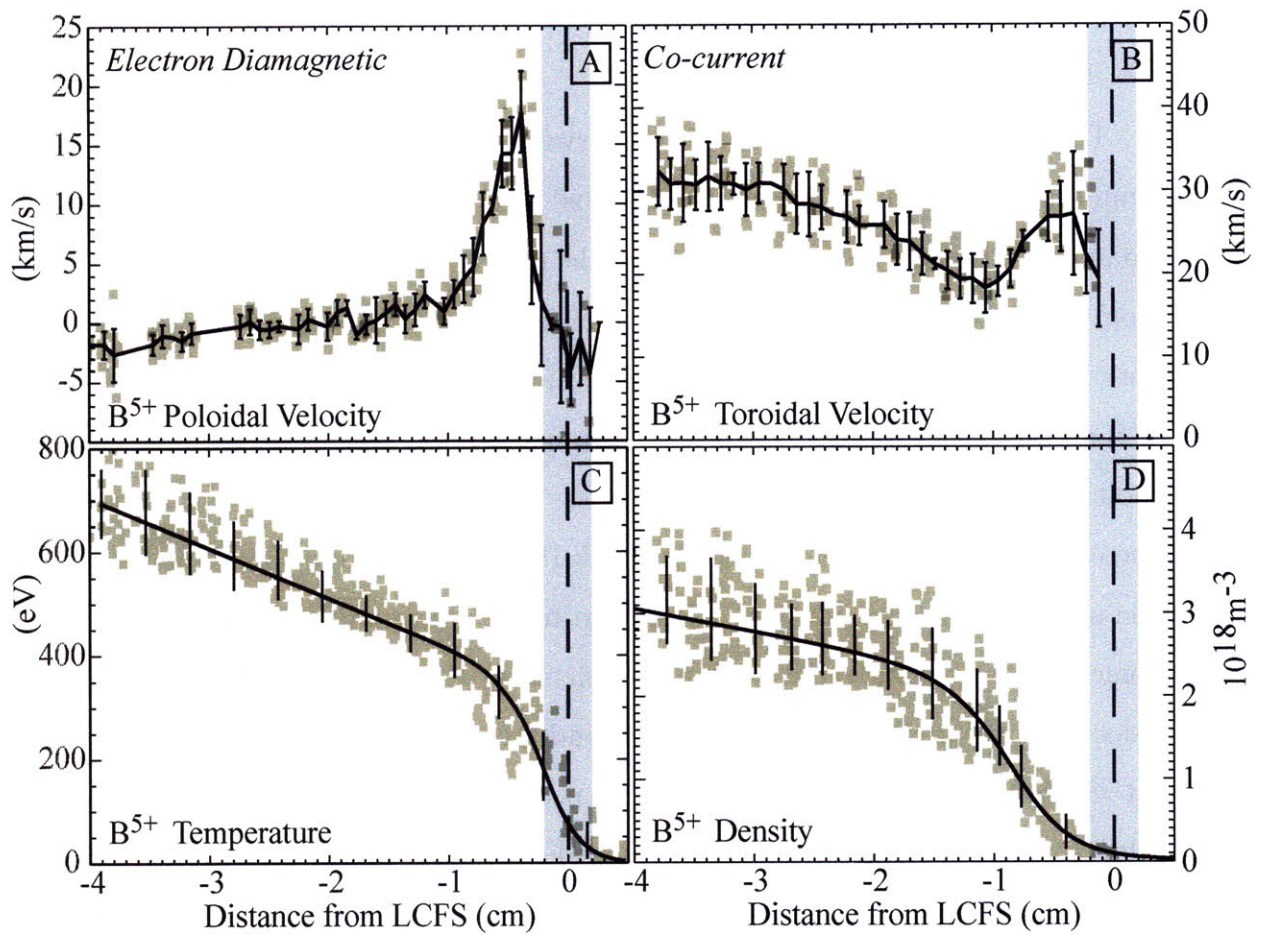 25
20
15
10
5
0
-5
(km/s)
Electron Diamagnetic
A
B⁵⁺ Poloidal Velocity
Co-current
B
B⁵⁺ Toroidal Velocity
50
40
30
20
10
0
(km/s)
800
600
400
200
0
(eV)
C
B⁵⁺ Temperature
D
B⁵⁺ Density
4
3
2
1
0
10¹⁸m-3
-4 -3 -2 -1 0
-4 -3 -2 -1 0
Distance from LCFS (cm)
Distance from LCFS (cm)